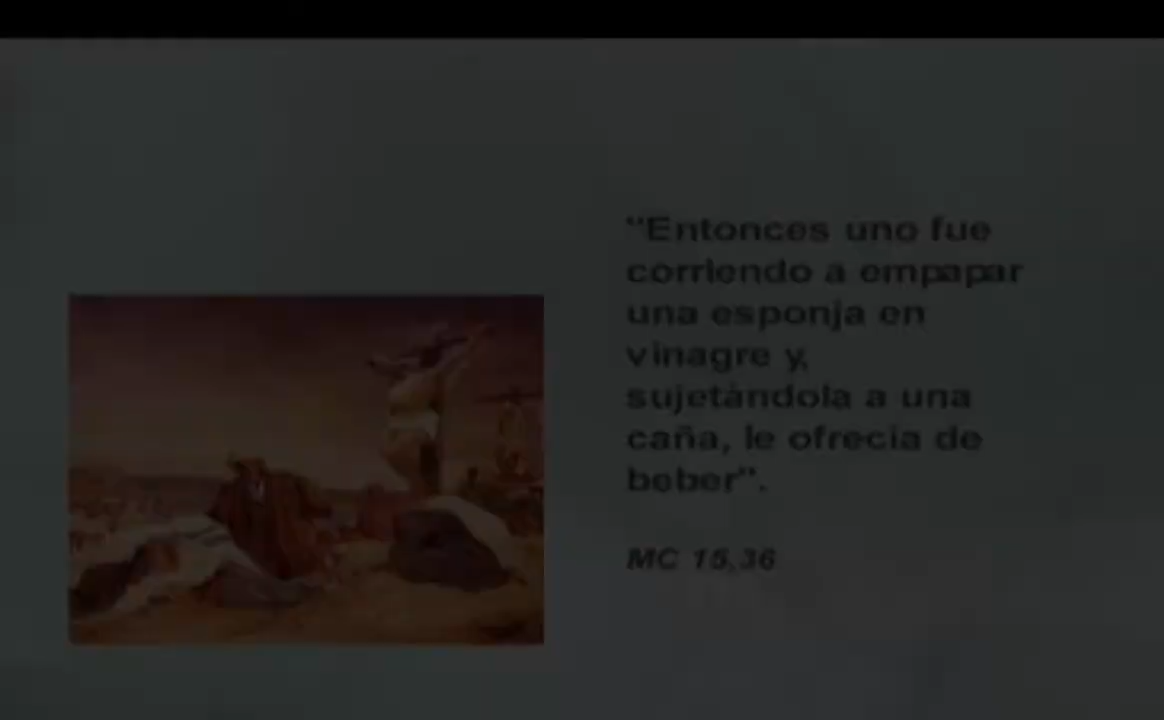 "Entonces uno fue
corriendo a empapar
una esponja en
vinagre y,
sujetándola a una
caña, le ofrecía de
beber".
MC 15,36